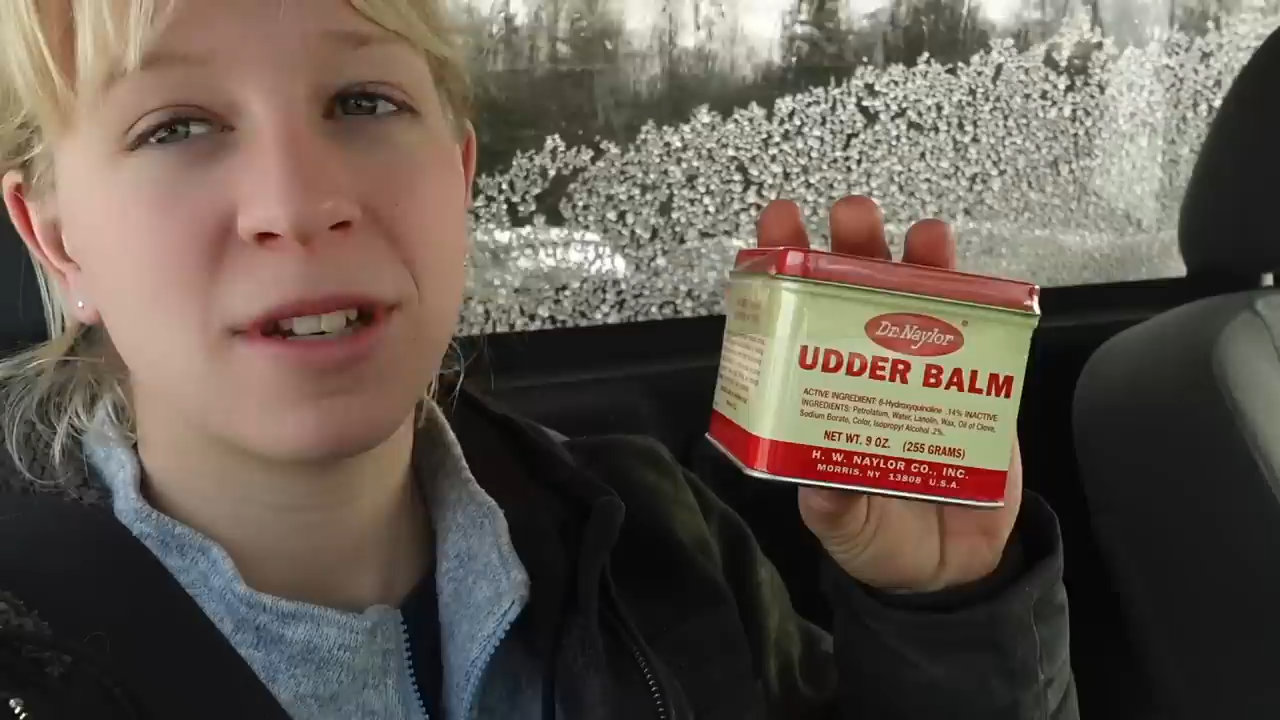 Dr. Naylor®
UDDER BALM
ACTIVE INGREDIENT: 8-Hydroxyquinoline .14% INACTIVE
INGREDIENTS: Petrolatum, Water, Lanolin, Wax, Oil of Clove,
Sodium Borate, Color, Isopropyl Alcohol .2%.
NET WT. 9 OZ. (255 GRAMS)
H. W. NAYLOR CO., INC.
MORRIS, NY 13808 U.S.A.